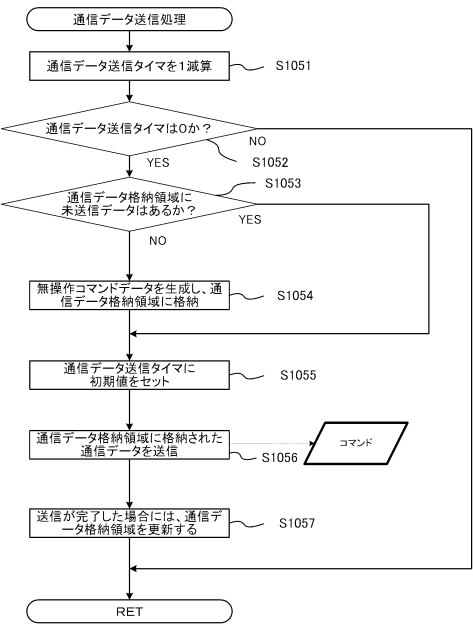 通信データ送信処理
通信データ送信タイマを1減算
S1051
通信データ送信タイマは0か?
NO
S1052
YES
S1053
通信データ格納領域に
未送信データはあるか?
YES
NO
無操作コマンドデータを生成し、通
信データ格納領域に格納
S1054
通信データ送信タイマに
初期値をセット
S1055
通信データ格納領域に格納された
通信データを送信
S1056
コマンド
送信が完了した場合には、通信デ
ータ格納領域を更新する
S1057
RET